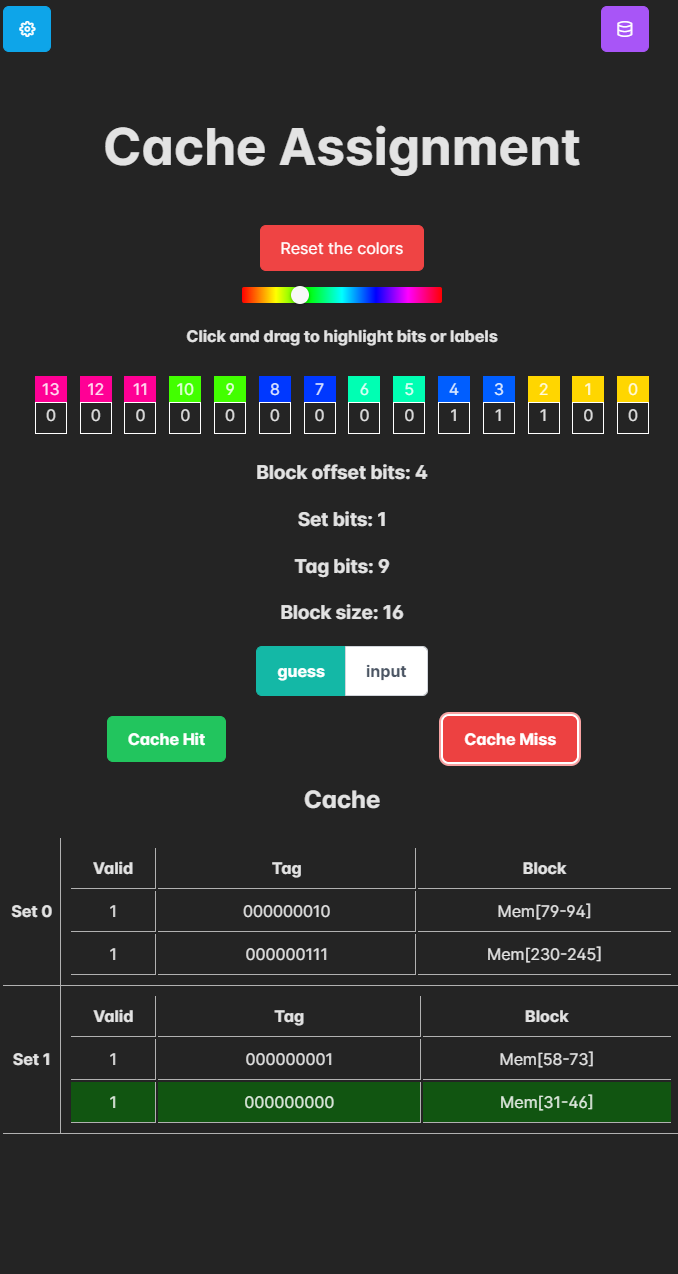 Cache Assignment
Reset the colors
Click and drag to highlight bits or labels
13 12 11 10 9 8 7 6 5 4 3 2 1 0
0 0 0 0 0 0 0 0 0 1 1 1 0 0
Block offset bits: 4
Set bits: 1
Tag bits: 9
Block size: 16
guess input
Cache Hit Cache Miss
Cache
Valid Tag Block
Set 0 1 000000010 Mem[79-94]
1 000000111 Mem[230-245]
Valid Tag Block
Set 1 1 000000001 Mem[58-73]
1 000000000 Mem[31-46]